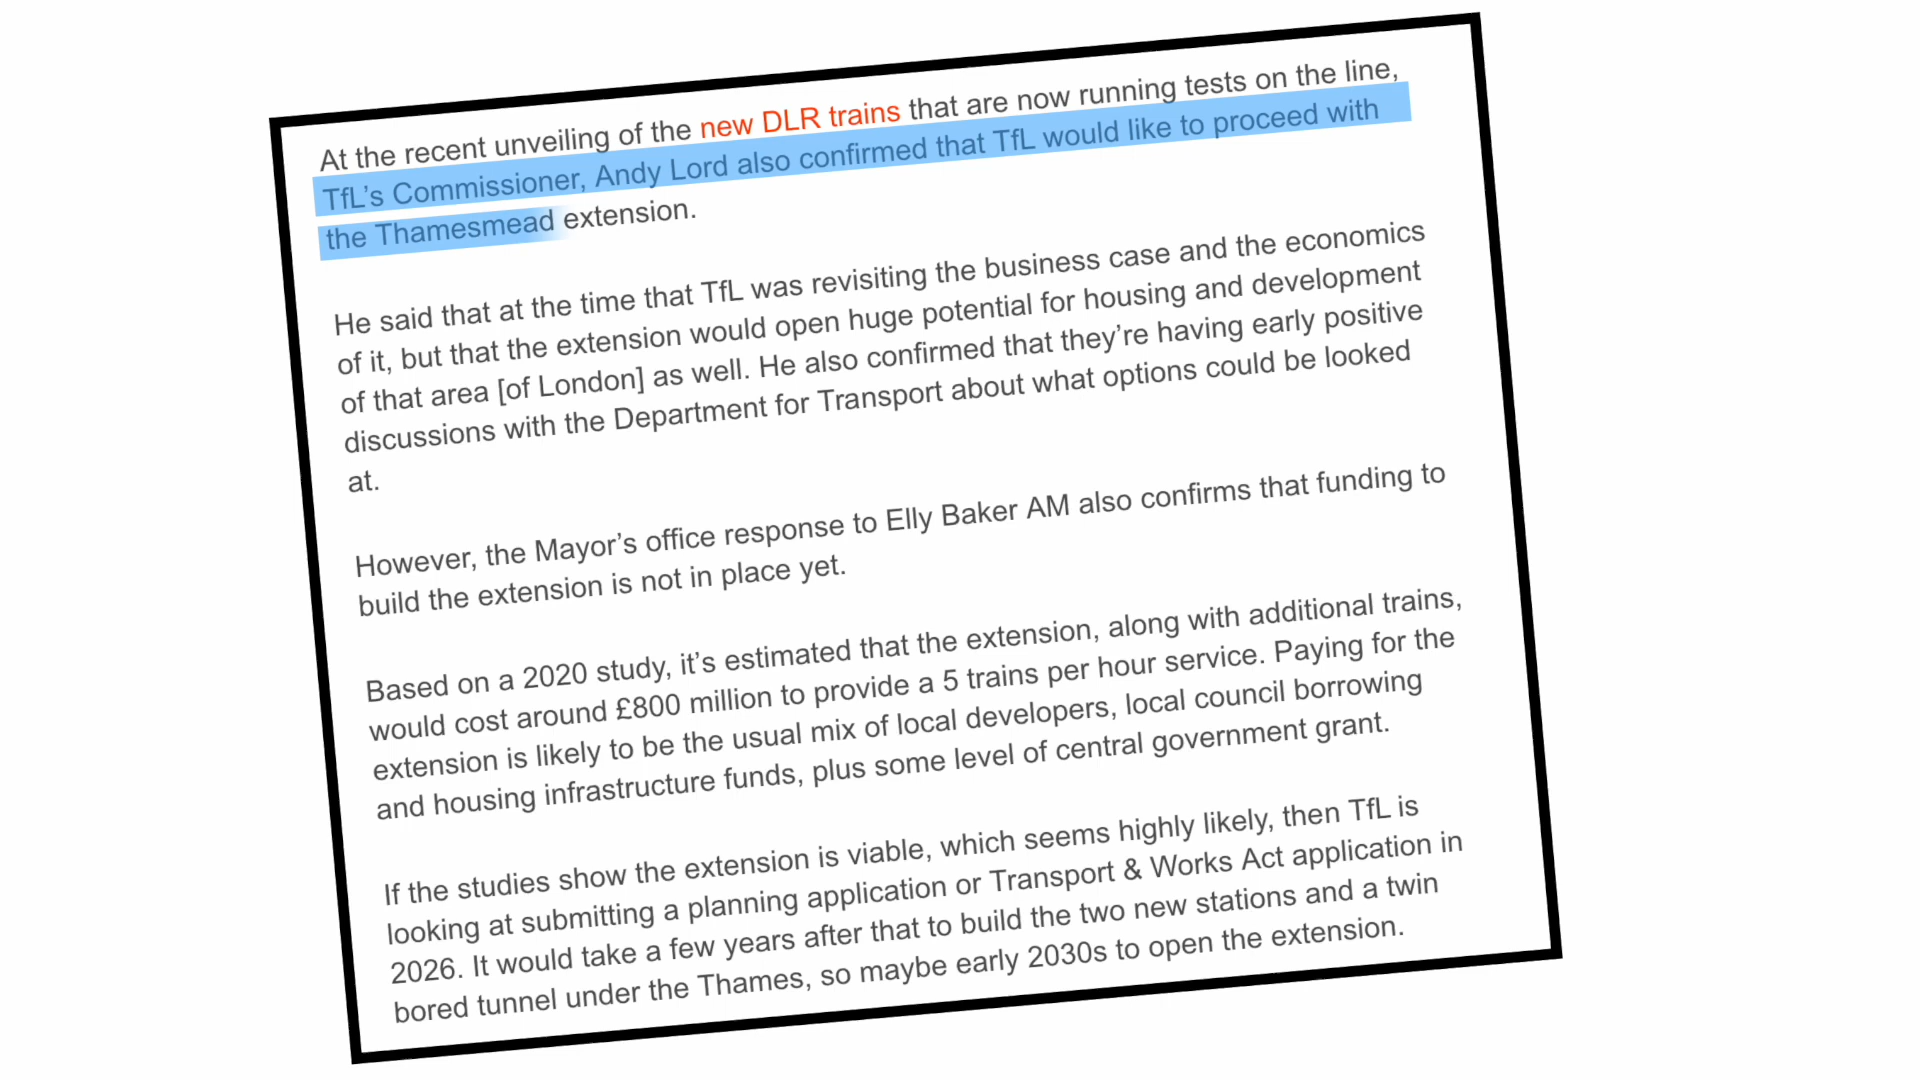 At the recent unveiling of the new DLR trains that are now running tests on the line,
TfL’s Commissioner, Andy Lord also confirmed that TfL would like to proceed with
the Thamesmead extension.
He said that at the time that TfL was revisiting the business case and the economics
of it, but that the extension would open huge potential for housing and development
of that area [of London] as well. He also confirmed that they’re having early positive
discussions with the Department for Transport about what options could be looked
at.
However, the Mayor’s office response to Elly Baker AM also confirms that funding to
build the extension is not in place yet.
Based on a 2020 study, it’s estimated that the extension, along with additional trains,
would cost around £800 million to provide a 5 trains per hour service. Paying for the
extension is likely to be the usual mix of local developers, local council borrowing
and housing infrastructure funds, plus some level of central government grant.
If the studies show the extension is viable, which seems highly likely, then TfL is
looking at submitting a planning application or Transport & Works Act application in
2026. It would take a few years after that to build the two new stations and a twin
bored tunnel under the Thames, so maybe early 2030s to open the extension.